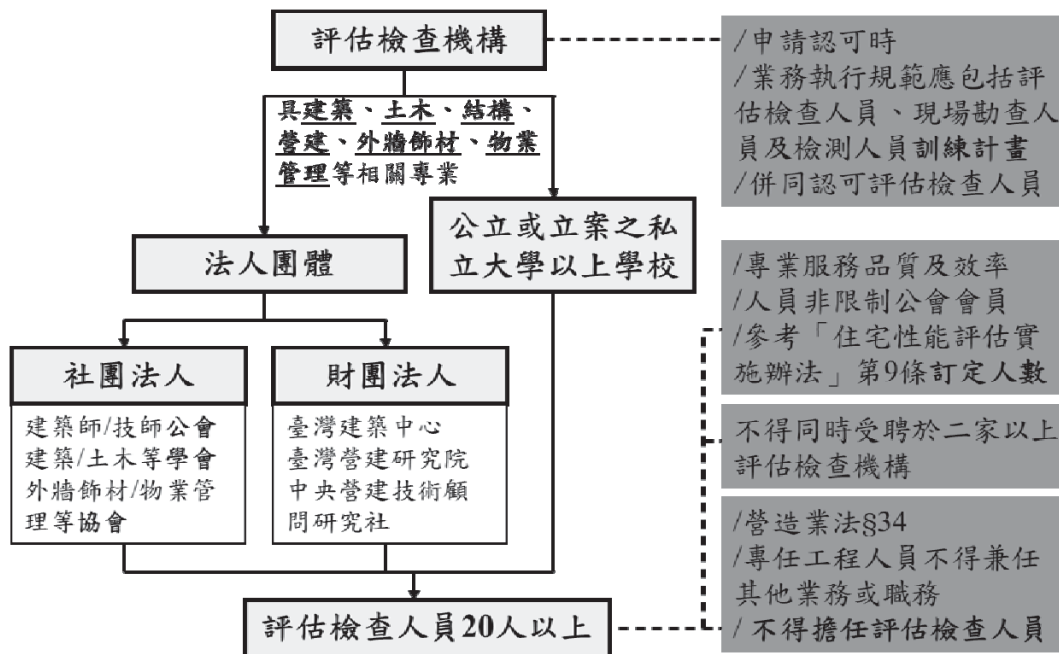 評估檢查機構
/申請認可時
/業務執行規範應包括評
估檢查人員、現場勘查人
員及檢測人員訓練計畫
/併同認可評估檢查人員
具建築、土木、結構、
營建、外牆飾材、物業
管理等相關專業
法人團體
公立或立案之私
立大學以上學校
社團法人
建築師/技師公會
建築/土木等學會
外牆飾材/物業管
理等協會
財團法人
臺灣建築中心
臺灣營建研究院
中央營建技術顧
問研究社
/專業服務品質及效率
/人員非限制公會會員
/參考「住宅性能評估實
施辦法」第9條訂定人數
不得同時受聘於二家以上
評估檢查機構
/營造業法§34
/專任工程人員不得兼任
其他業務或職務
/不得擔任評估檢查人員
評估檢查人員20人以上